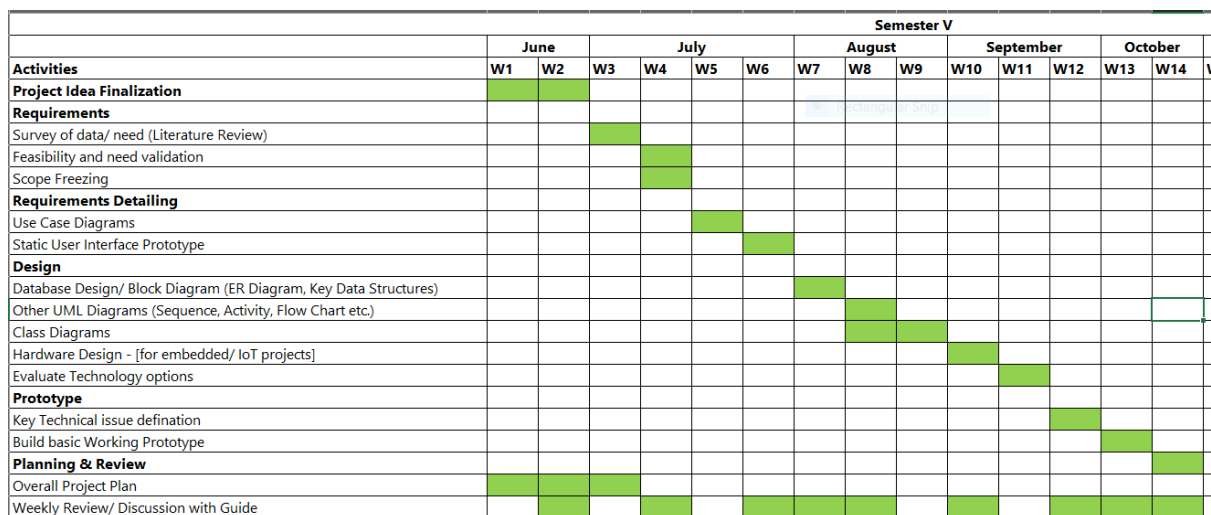 Semester V
June July August September October
Activities W1 W2 W3 W4 W5 W6 W7 W8 W9 W10 W11 W12 W13 W14
Project Idea Finalization
Rectangular Snip
Requirements
Survey of data/ need (Literature Review)
Feasibility and need validation
Scope Freezing
Requirements Detailing
Use Case Diagrams
Static User Interface Prototype
Design
Database Design/ Block Diagram (ER Diagram, Key Data Structures)
Other UML Diagrams (Sequence, Activity, Flow Chart etc.)
Class Diagrams
Hardware Design - [for embedded/ IoT projects]
Evaluate Technology options
Prototype
Key Technical issue defination
Build basic Working Prototype
Planning & Review
Overall Project Plan
Weekly Review/ Discussion with Guide